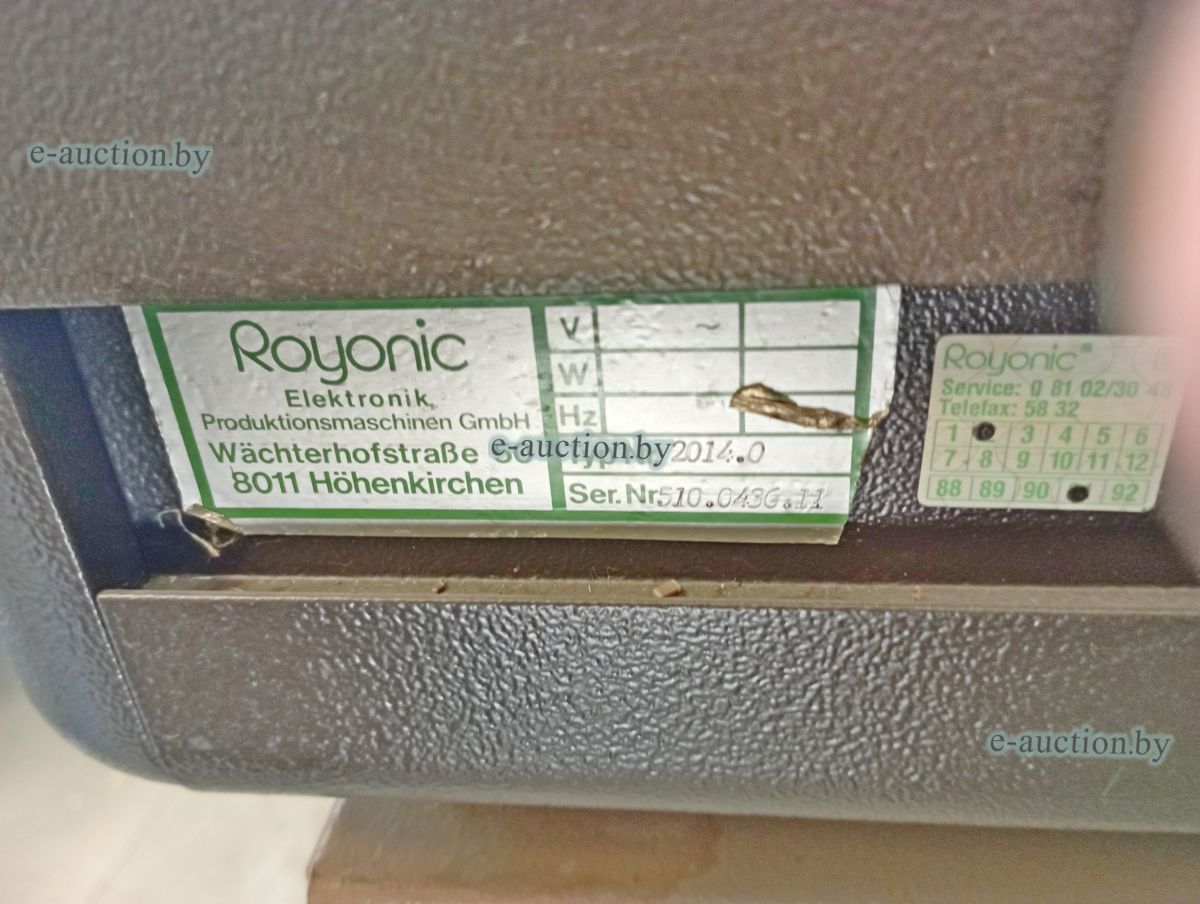 e-auction.by
Royonic
Elektronik
Produktionsmaschinen GmbH
Wächterhofstraße
8011 Höhenkirchen
V ~
W
Hz
2014.0
Ser. Nr 510.0436.11
e-auction.by
Royonic®
Service: 0 81 02/30 48
Telefax: 58 32
1 3 4 5 6
7 8 9 10 11 12
88 89 90 92
e-auction.by